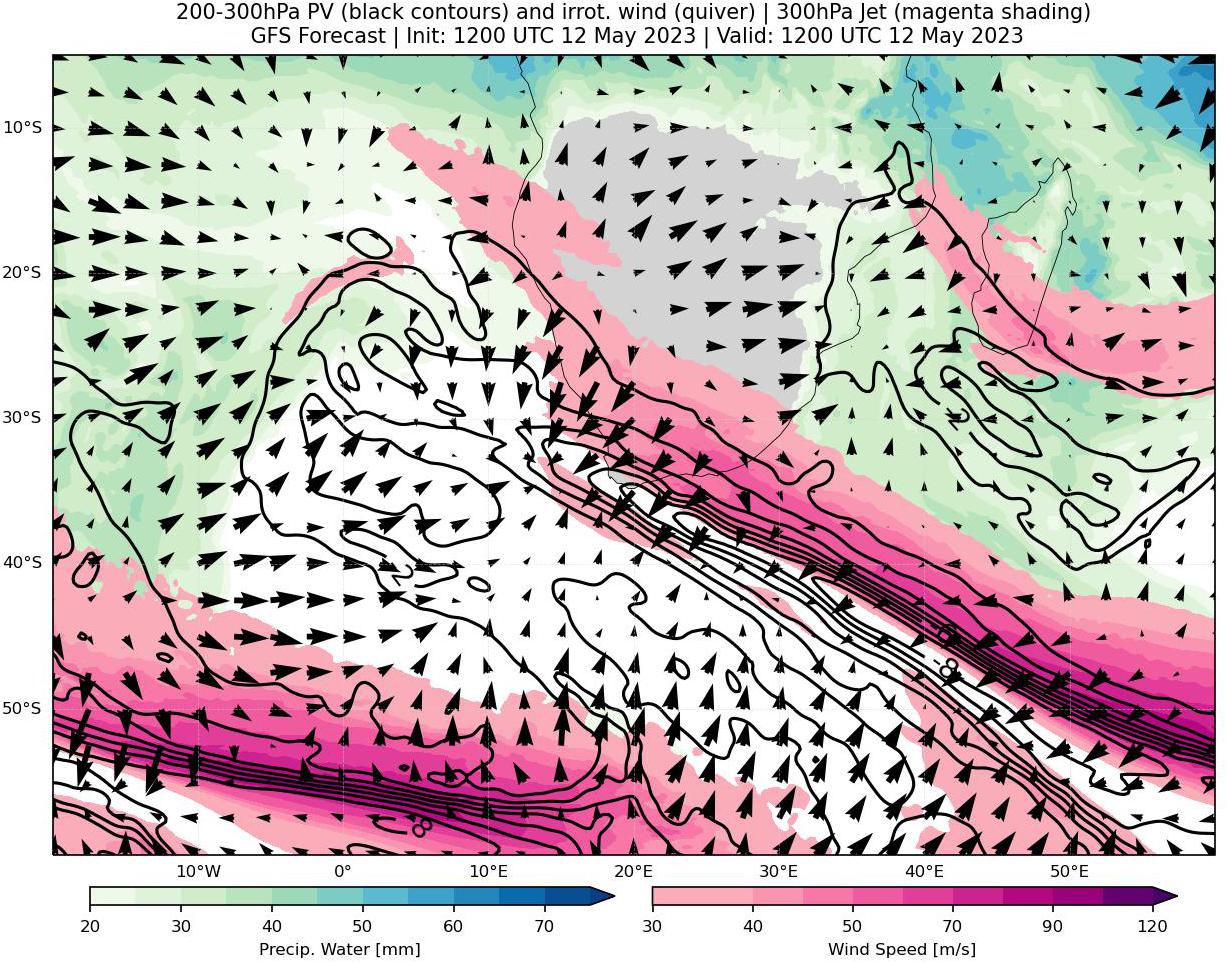 200-300hPa PV (black contours) and irrot. wind (quiver) | 300hPa Jet (magenta shading)
GFS Forecast | Init: 1200 UTC 12 May 2023 | Valid: 1200 UTC 12 May 2023
10°S
20°S
30°S
40°S
50°S
-8
-8
10°W 0° 10°E 20°E 30°E 40°E 50°E
20 30 40 50 60 70
30 40 50 70 90 120
Precip. Water [mm]
Wind Speed [m/s]